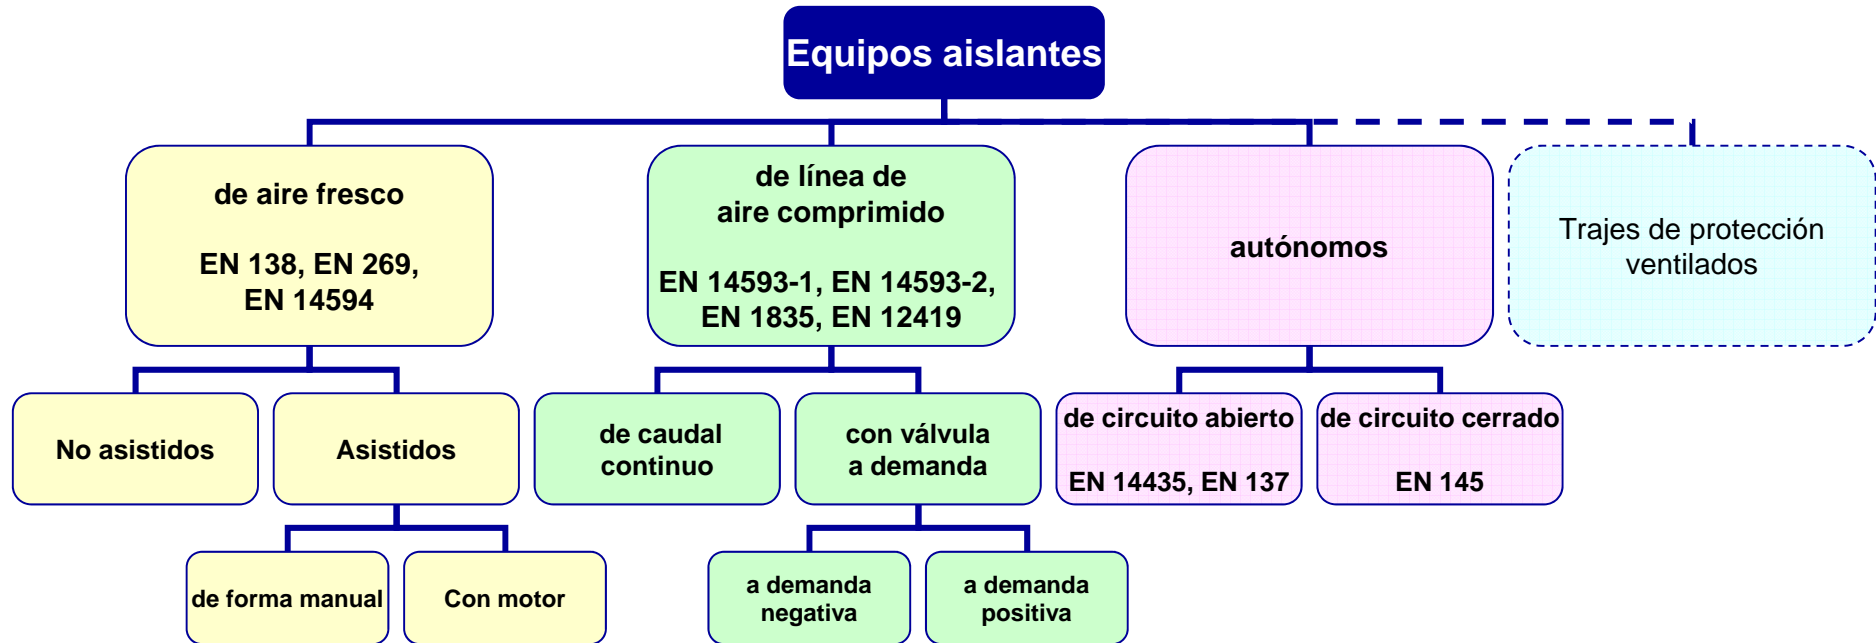 Equipos aislantes
de aire fresco
EN 138, EN 269,
EN 14594
de línea de
aire comprimido
EN 14593-1, EN 14593-2,
EN 1835, EN 12419
autónomos
Trajes de protección
ventilados
No asistidos
Asistidos
de caudal
continuo
con válvula
a demanda
de circuito abierto
EN 14435, EN 137
de circuito cerrado
EN 145
de forma manual
Con motor
a demanda
negativa
a demanda
positiva